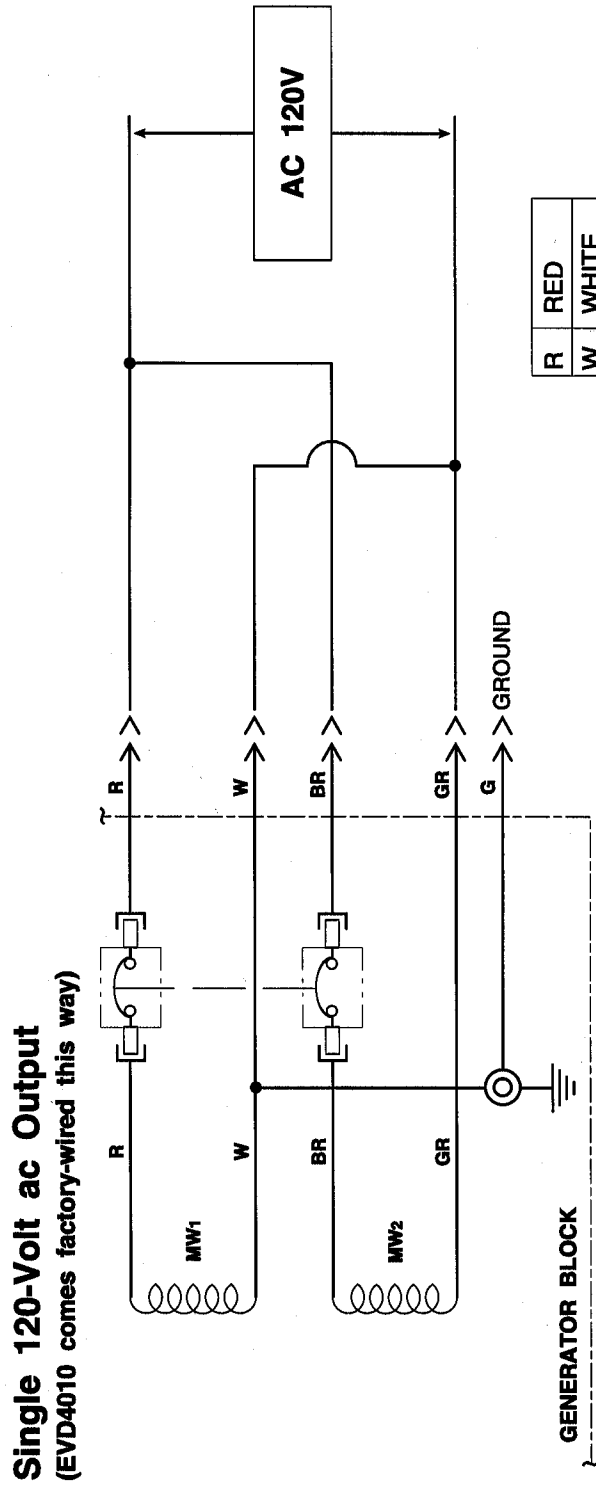 Single 120-Volt ac Output
(EVD4010 comes factory-wired this way)
R
R
W
W
MW1
BR
BR
GR
GR
MW2
G
GROUND
GENERATOR BLOCK
AC 120V
R RED
W WHITE